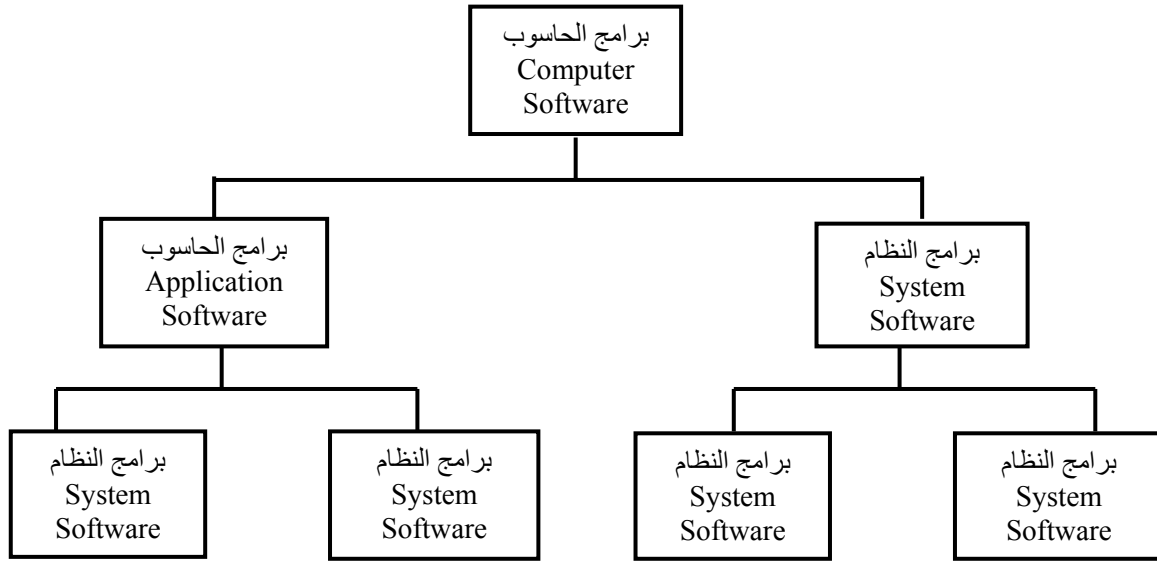 برامج الحاسوب
Computer
Software
برامج الحاسوب
Application
Software
برامج النظام
System
Software
برامج النظام
System
Software
برامج النظام
System
Software
برامج النظام
System
Software
برامج النظام
System
Software